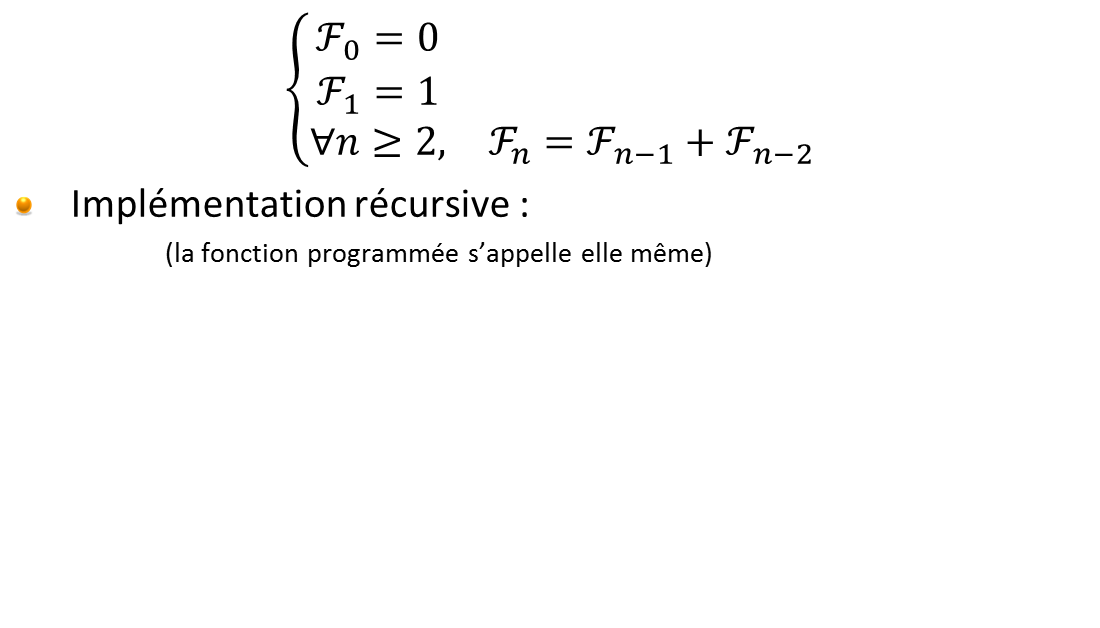 ℱ₀ = 0
ℱ₁ = 1
∀n ≥ 2, ℱₙ = ℱₙ₋₁ + ℱₙ₋₂
Implémentation récursive :
(la fonction programmée s’appelle elle même)